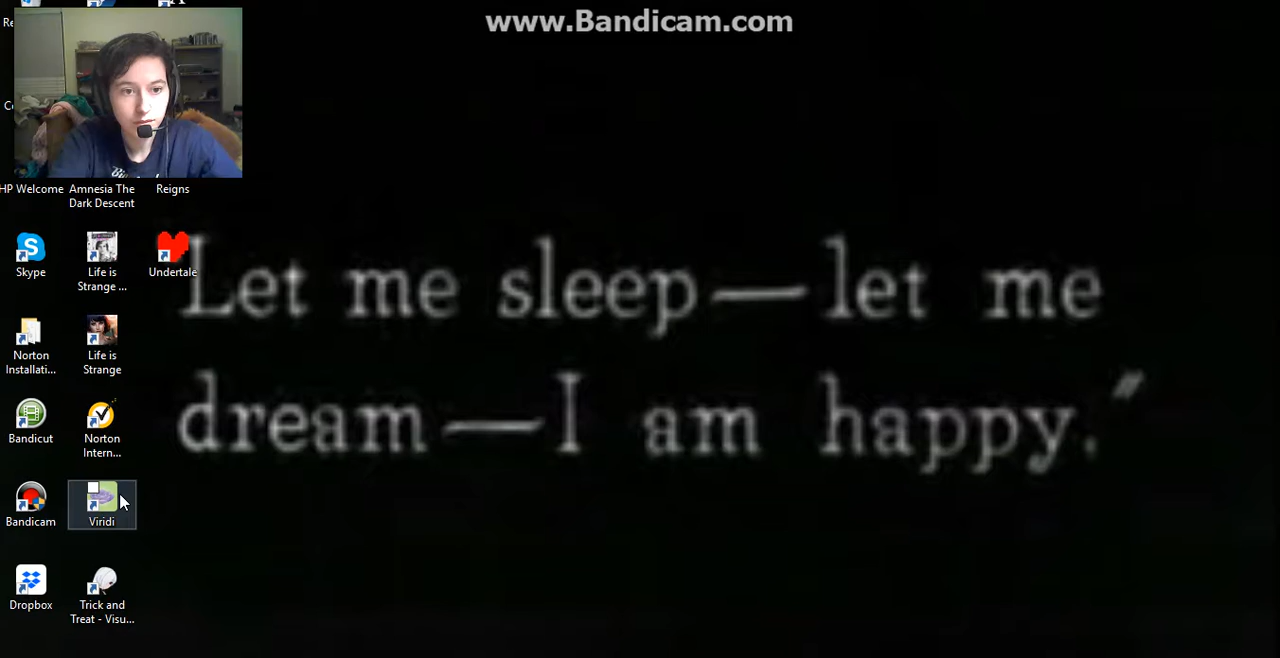 www.Bandicam.com
Re
Co
HP Welcome
Amnesia The
Dark Descent
Reigns
Skype
Life is
Strange ...
Undertale
Let me sleep—let me
dream—I am happy."
Norton
Installati...
Life is
Strange
Bandicut
Norton
Intern...
Bandicam
Viridi
Dropbox
Trick and
Treat - Visu...